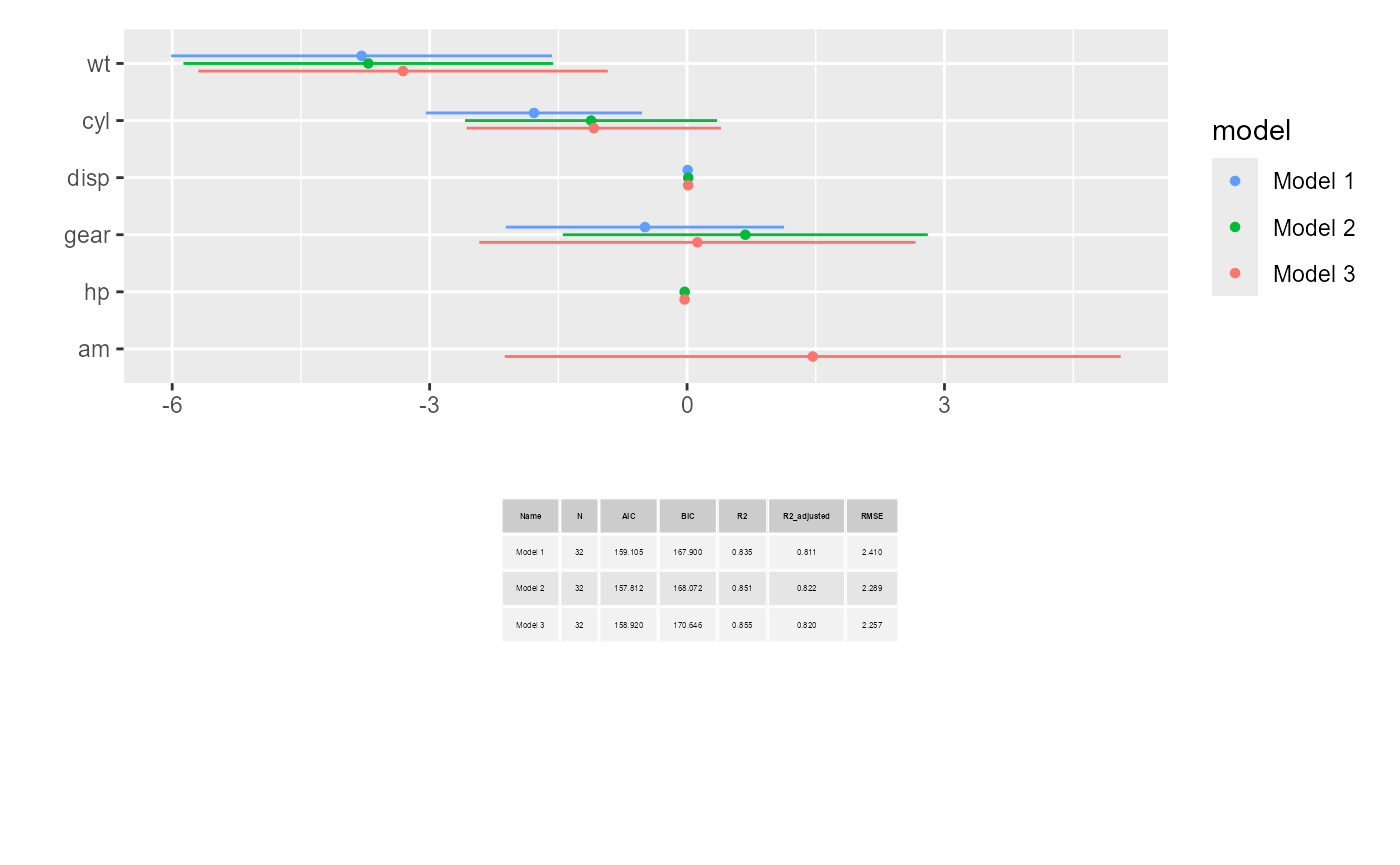 wt
cyl
disp
gear
hp
am
-6 -3 0 3
model
Model 1
Model 2
Model 3
Name N AIC BIC R2 R2_adjusted RMSE
Model 1 32 159.105 167.900 0.835 0.811 2.410
Model 2 32 157.812 168.072 0.851 0.822 2.289
Model 3 32 158.920 170.646 0.855 0.820 2.257